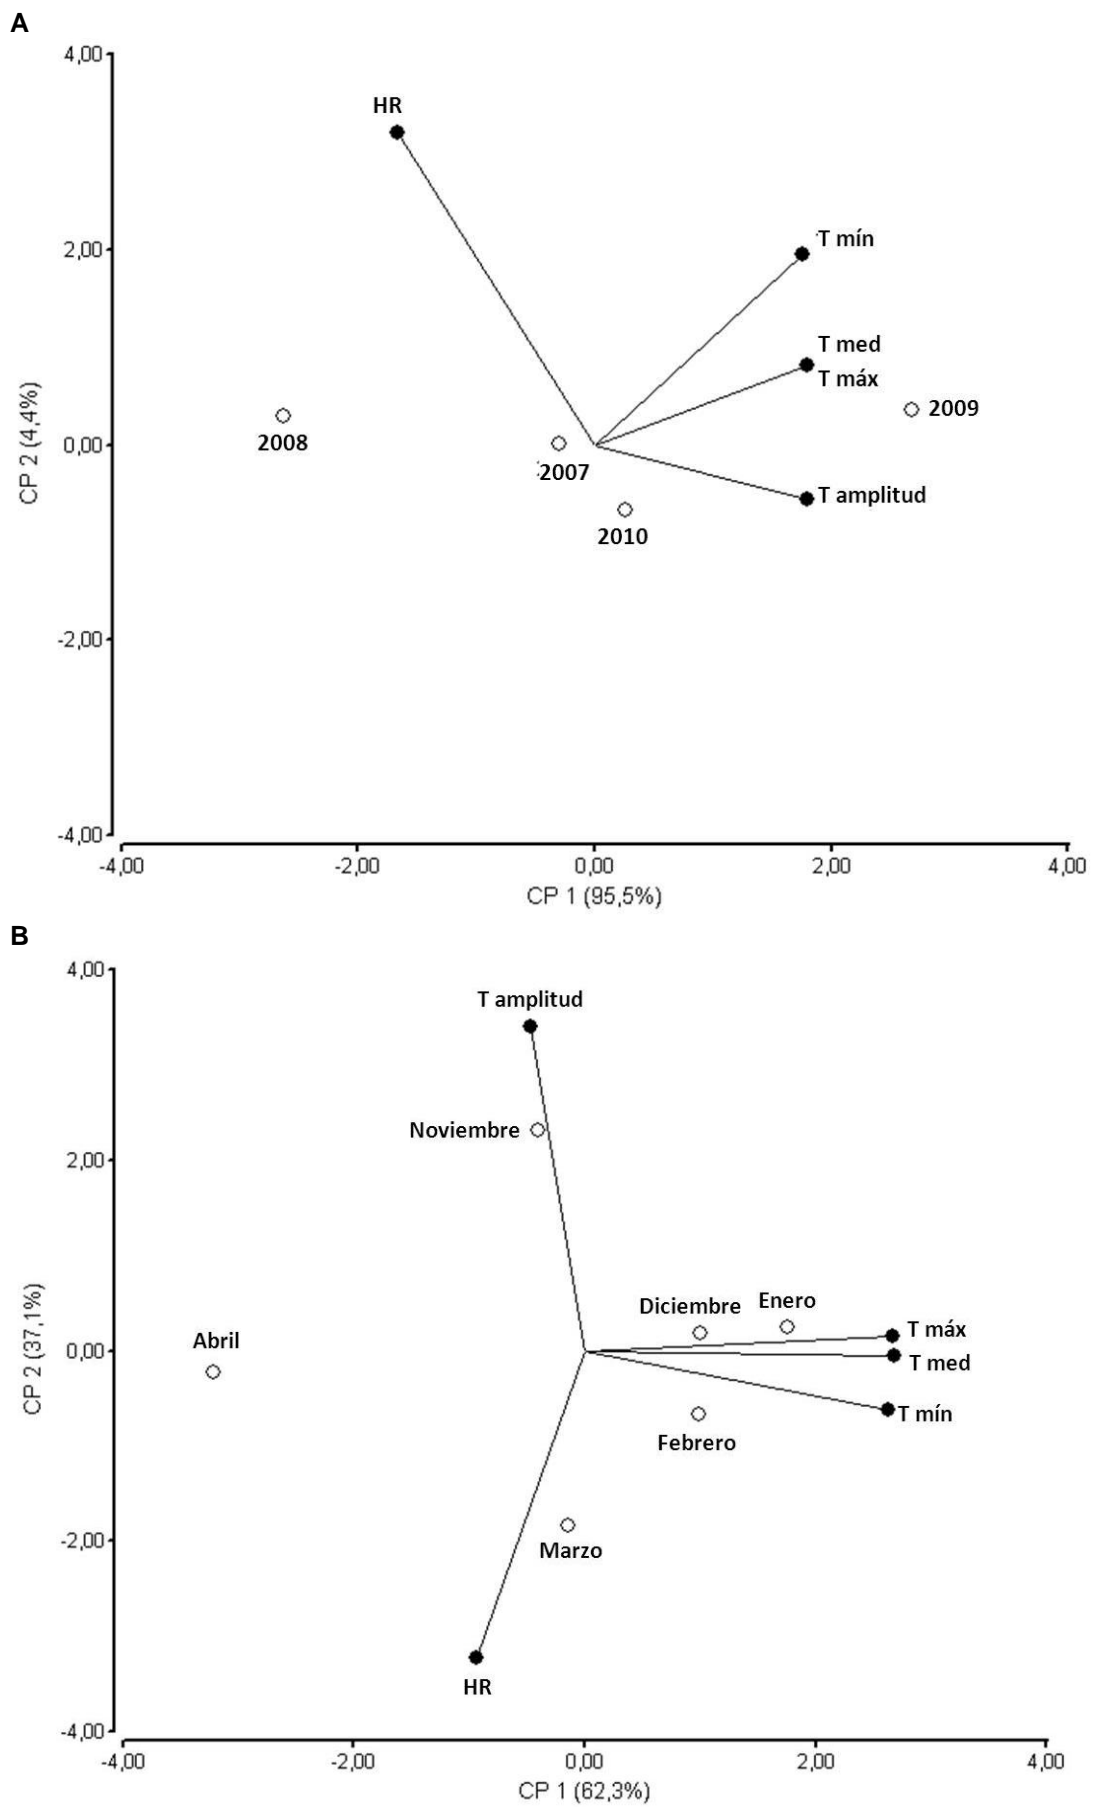 A
4,00
HR
T mín
2,00
T med
T máx
2009
2008
0,00
2007
T amplitud
2010
CP 2 (4,4%)
-2,00
-4,00
-4,00 -2,00 0,00 2,00 4,00
CP 1 (95,5%)
B
4,00
T amplitud
Noviembre
2,00
Diciembre Enero
T máx
Abril
0,00
T med
CP 2 (37,1%)
T mín
Febrero
-2,00
Marzo
HR
-4,00
-4,00 -2,00 0,00 2,00 4,00
CP 1 (62,3%)